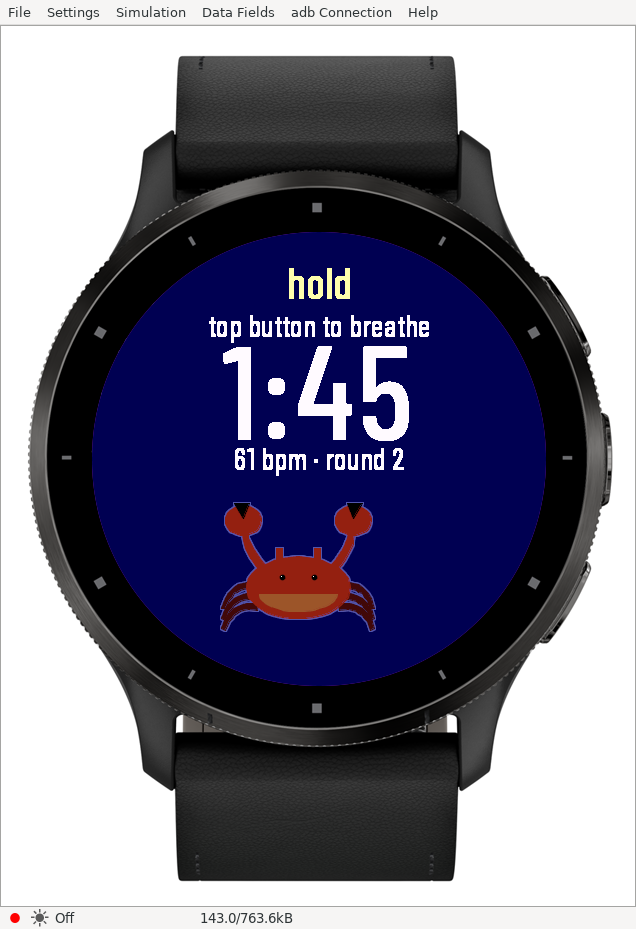 File Settings Simulation Data Fields adb Connection Help
hold
top button to breathe
1:45
61 bpm · round 2
Off 143.0/763.6kB